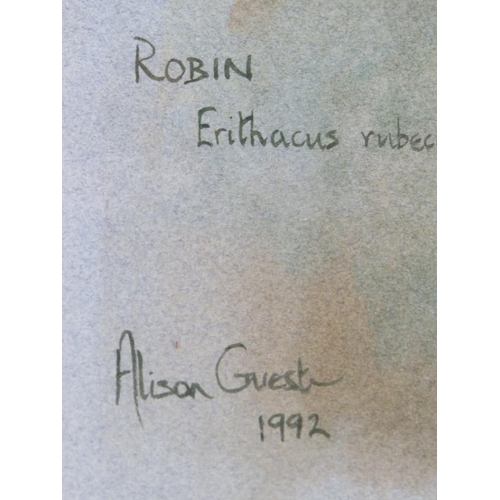 ROBIN
Erithacus rubec
Alison Guest
1992